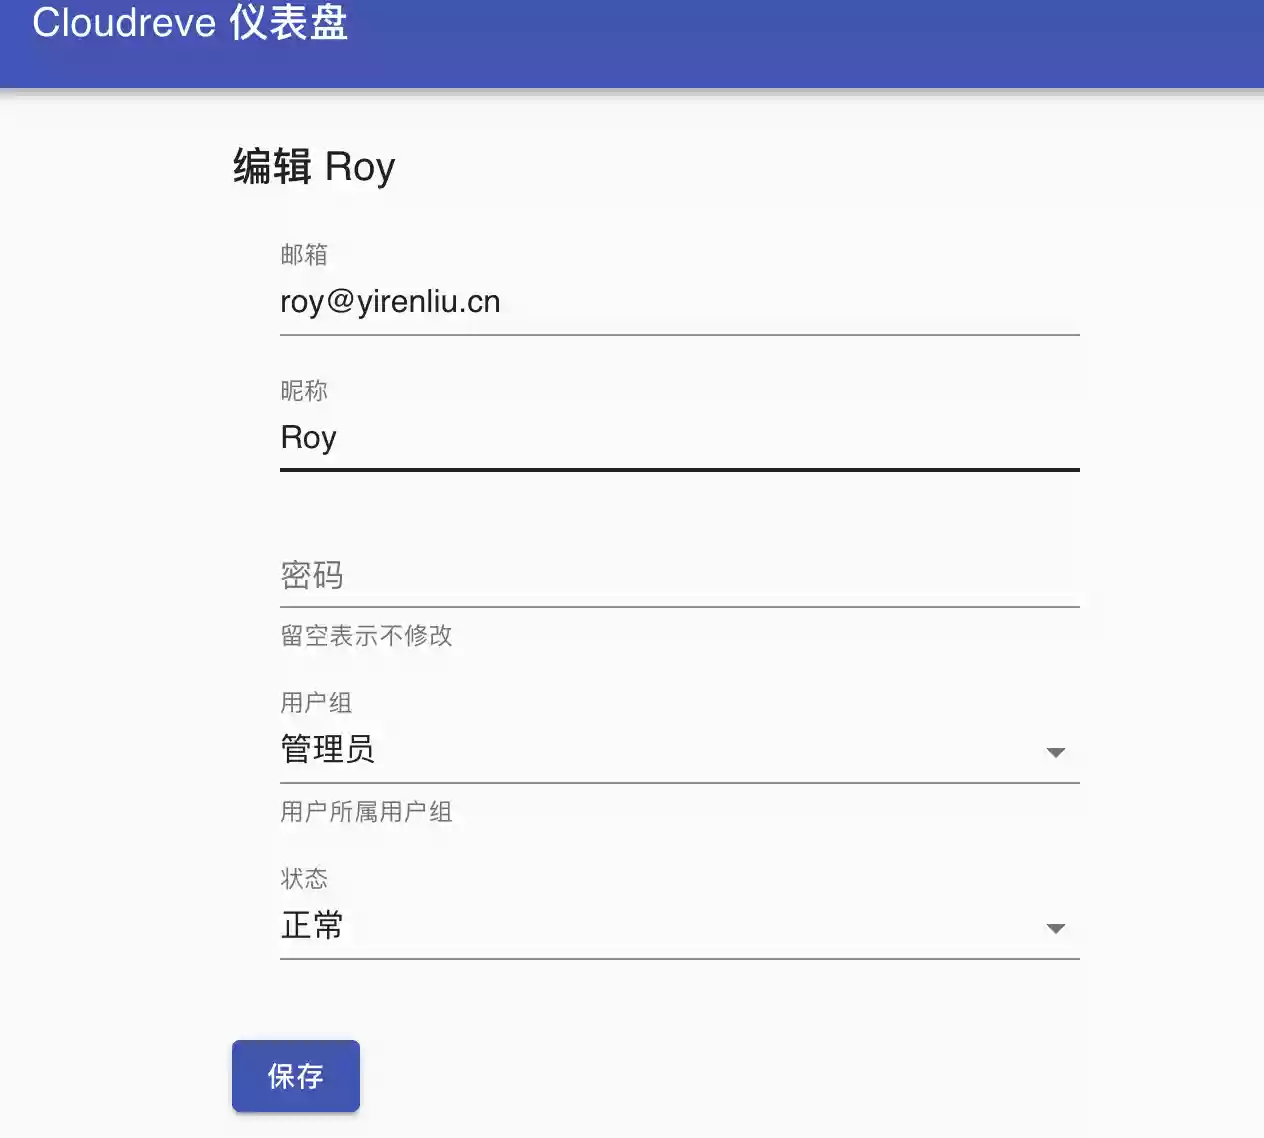 Cloudreve 仪表盘
编辑 Roy
邮箱
roy@yirenliu.cn
昵称
Roy
密码
留空表示不修改
用户组
管理员
用户所属用户组
状态
正常
保存